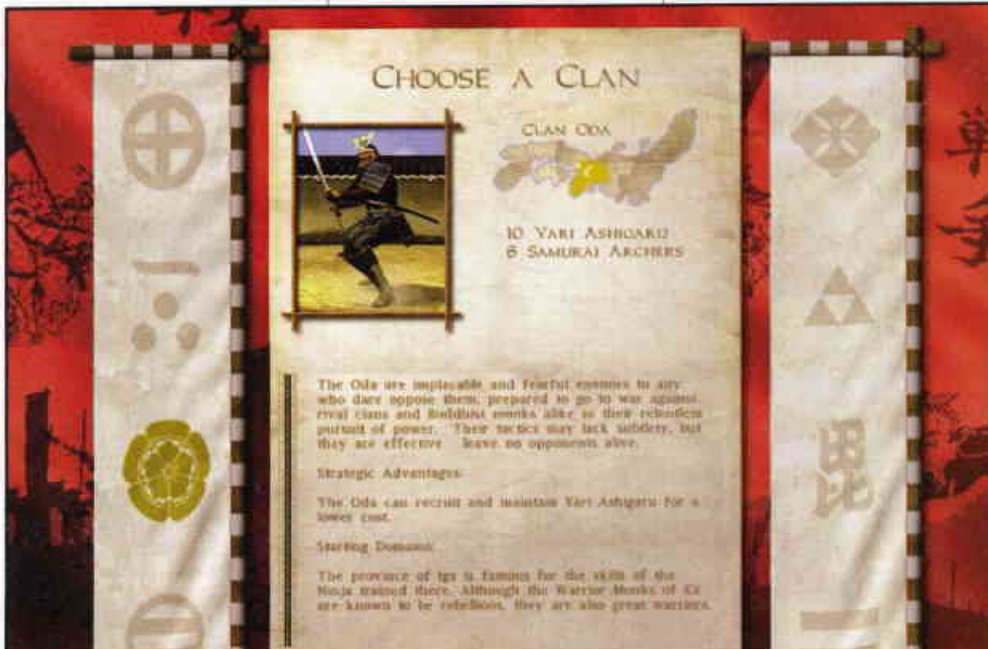 CHOOSE A CLAN
CLAN ODA
10 YARI ASHIGARU
6 SAMURAI ARCHERS
The Oda are implacable and fearful enemies to any
who dare oppose them, prepared to go to war against
rival clans and Buddhist monks alike in their relentless
pursuit of power. Their tactics may lack subtlety, but
they are effective leave no opponents alive.
Strategic Advantages:
The Oda can recruit and maintain Yari Ashigaru for a
lower cost.
Starting Domains:
The province of Iga is famous for the skills of the
Ninja trained there. Although the Warrior Monks of Kii
are known to be rebellious, they are also great warriors.
毘